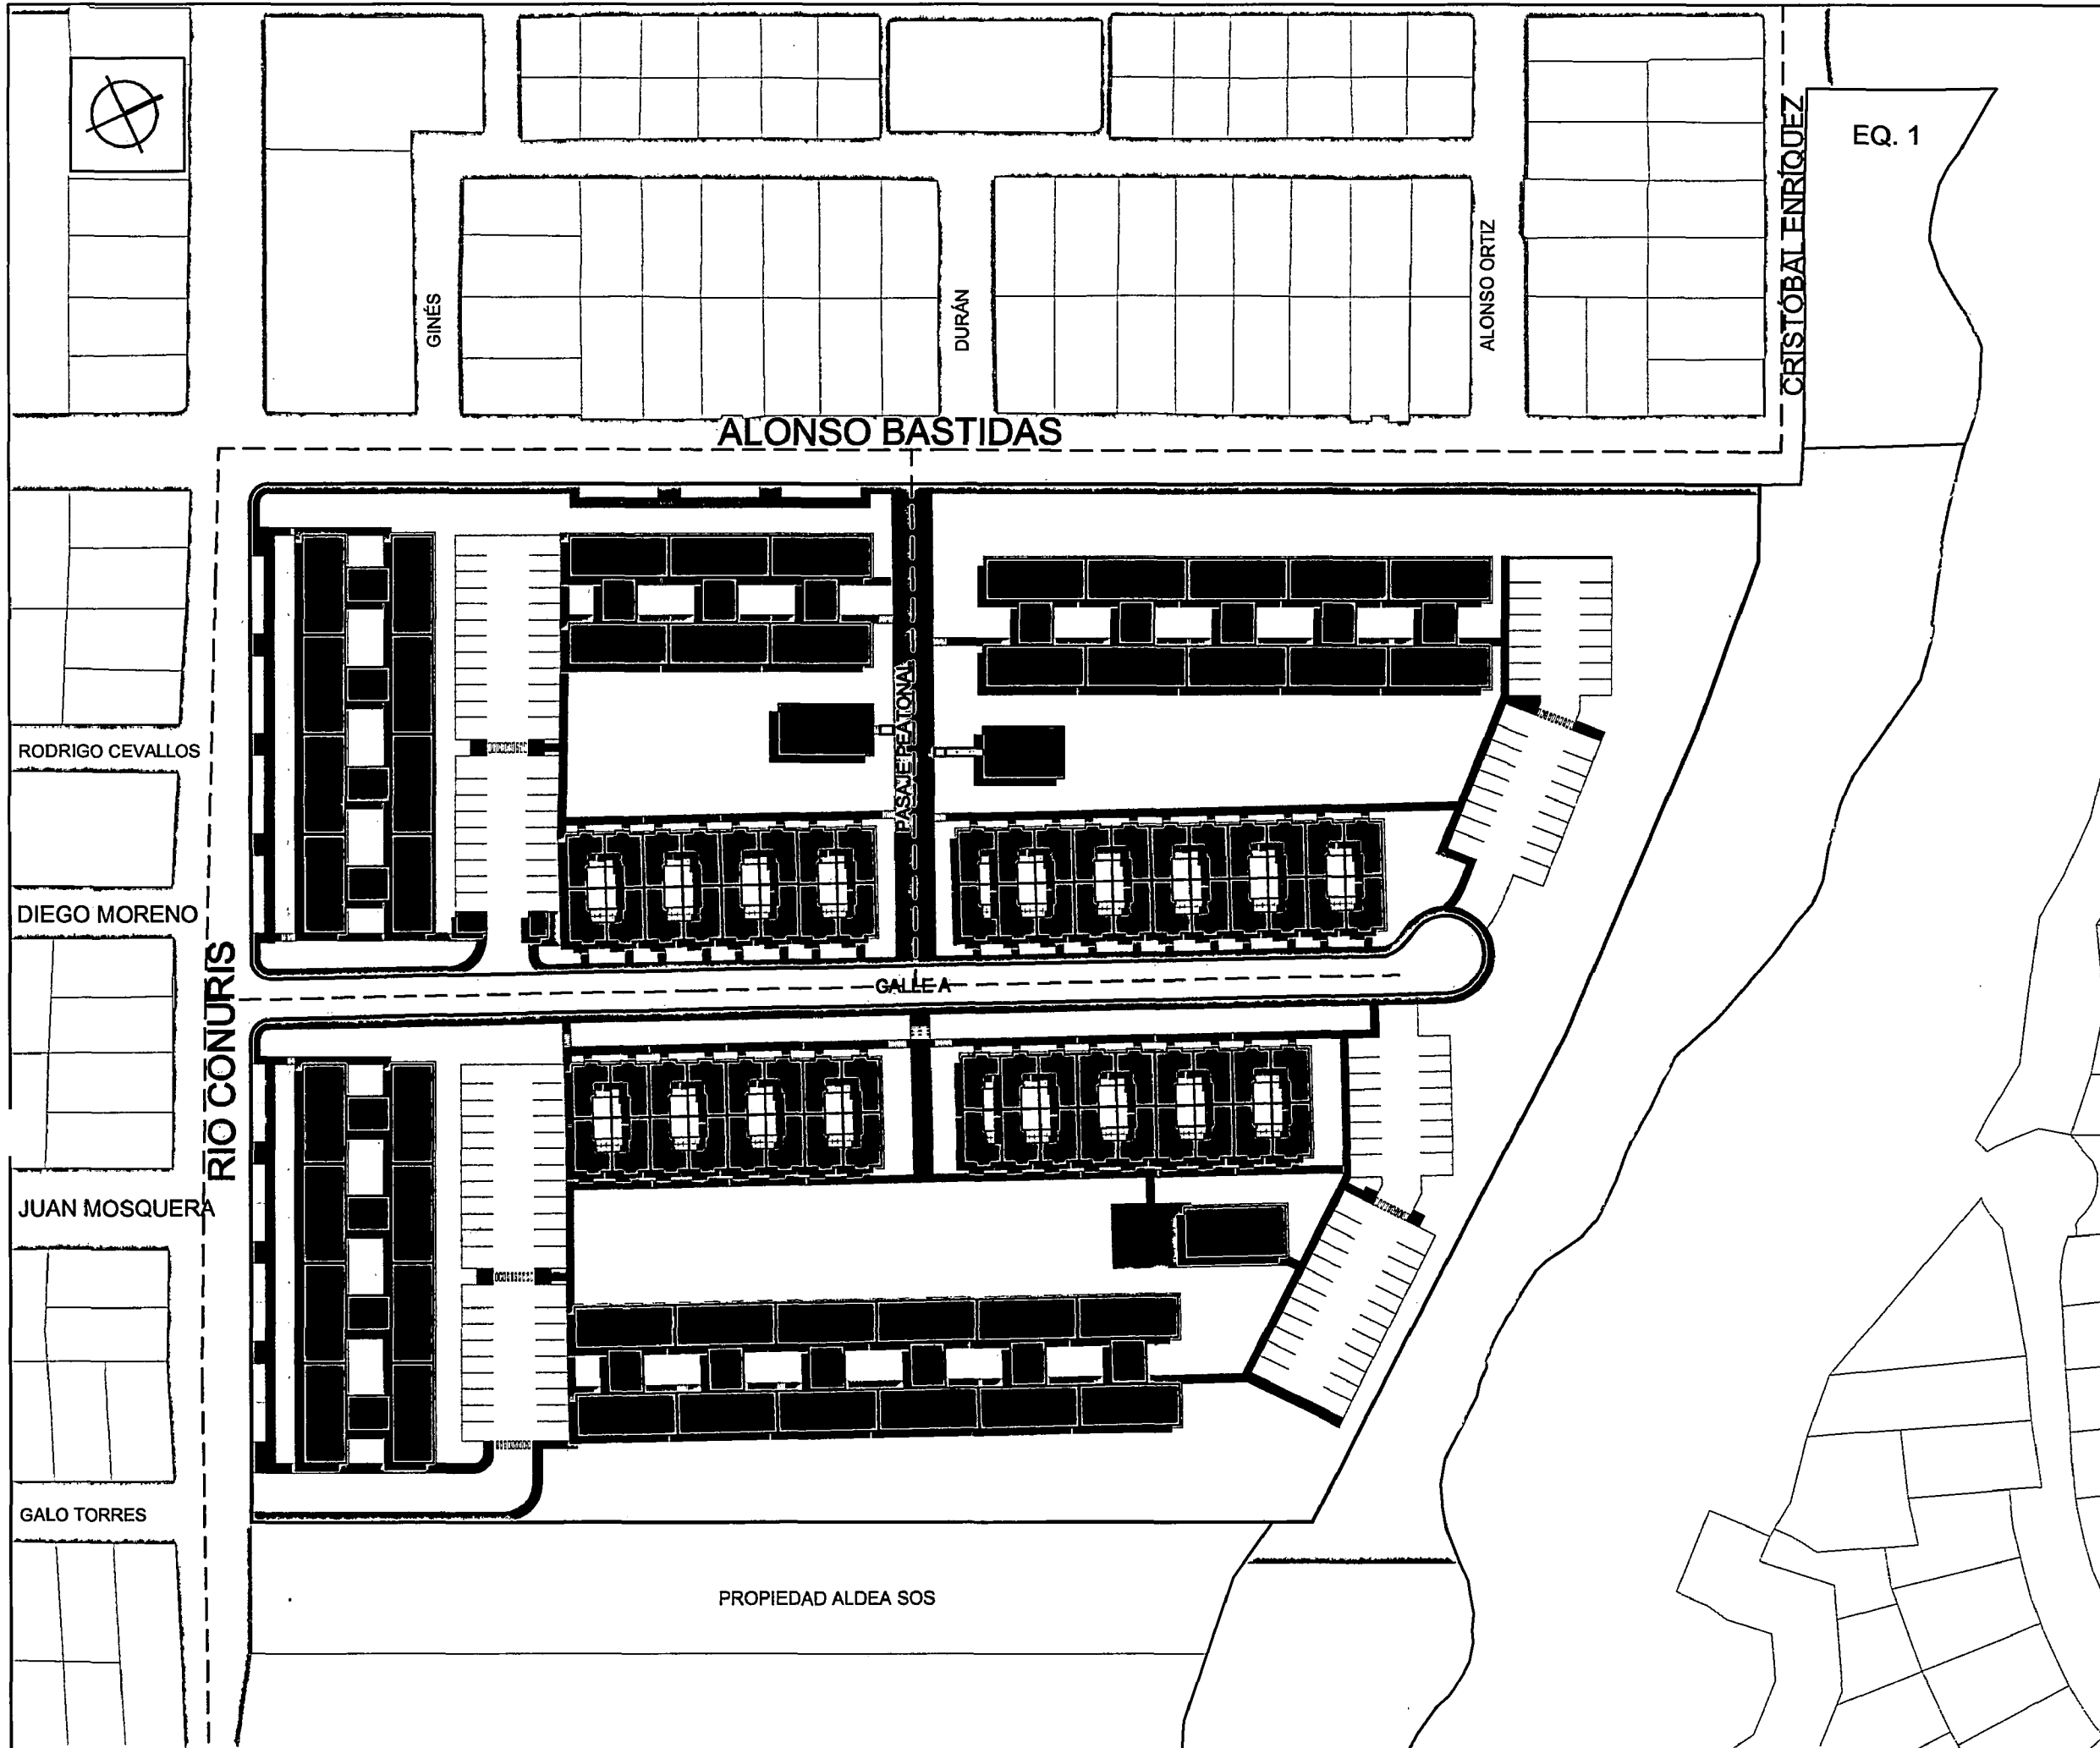 EQ. 1
CRISTÓBAL ENRÍQUEZ
ALONSO ORTIZ
GINÉS
DURÁN
ALONSO BASTIDAS
PASAJE PEATONAL
RODRIGO CEVALLOS
DIEGO MORENO
RIO CONURIS
CALLE A
JUAN MOSQUERA
GALO TORRES
PROPIEDAD ALDEA SOS